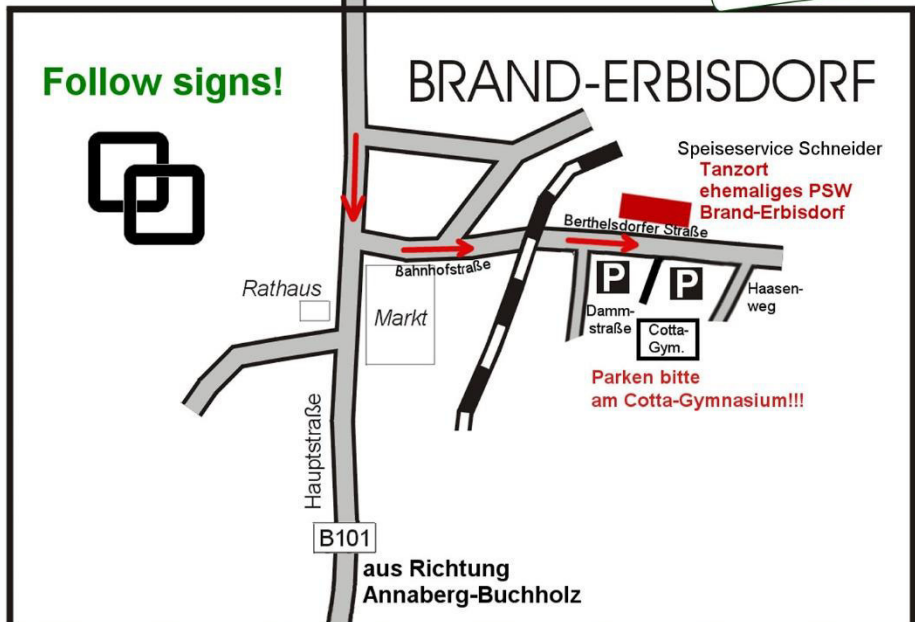 Follow signs!
BRAND-ERBISDORF
Speiseservice Schneider
Tanzort
ehemaliges PSW
Brand-Erbisdorf
Berthelsdorfer Straße
Bahnhofstraße
Rathaus
Markt
P
P
Damm-
straße
Haasen-
weg
Cotta-
Gym.
Parken bitte
am Cotta-Gymnasium!!!
Hauptstraße
B101
aus Richtung
Annaberg-Buchholz